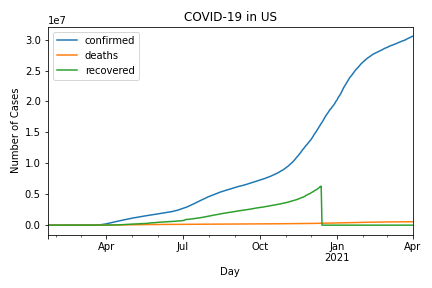 COVID-19 in US
1e7
confirmed
deaths
recovered
3.0
2.5
2.0
1.5
1.0
0.5
0.0
Number of Cases
Apr
Jul
Oct
Jan
2021
Apr
Day